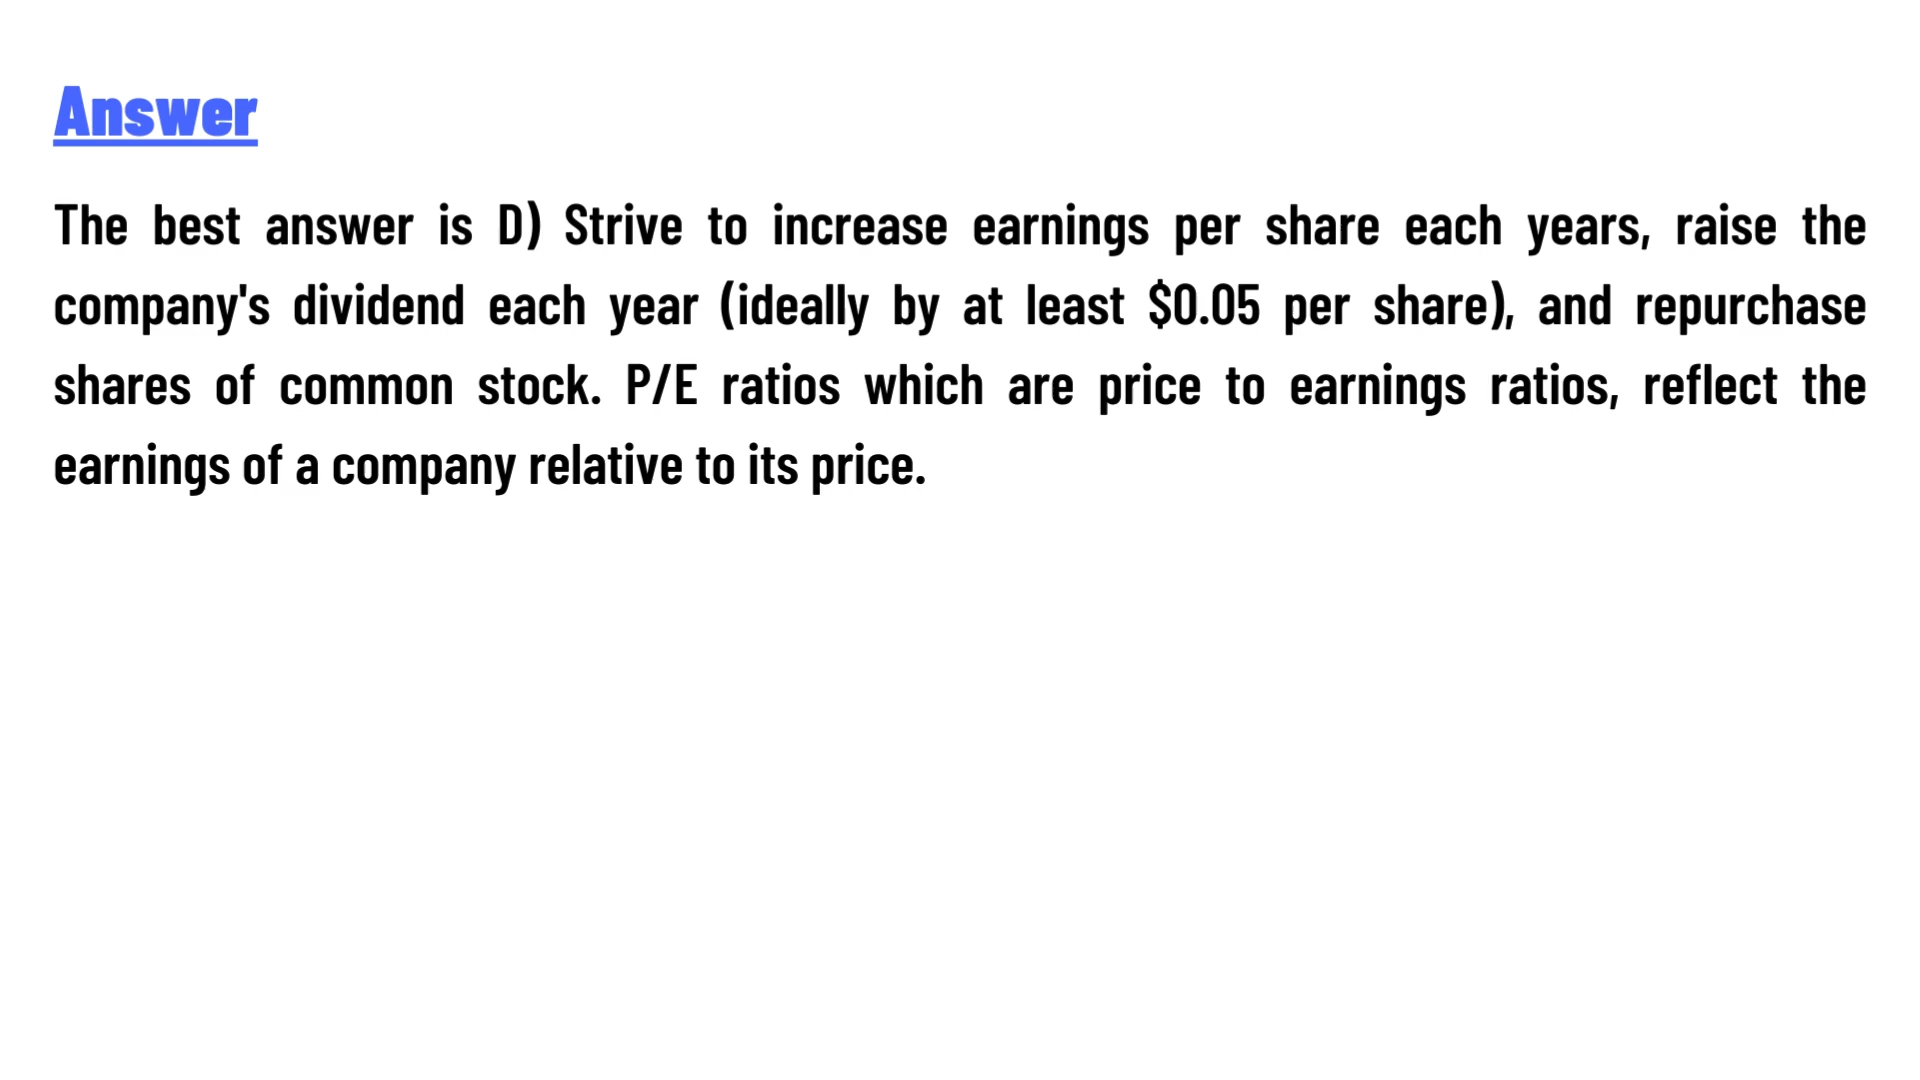 Answer
The best answer is D) Strive to increase earnings per share each years, raise the
company's dividend each year (ideally by at least $0.05 per share), and repurchase
shares of common stock. P/E ratios which are price to earnings ratios, reflect the
earnings of a company relative to its price.